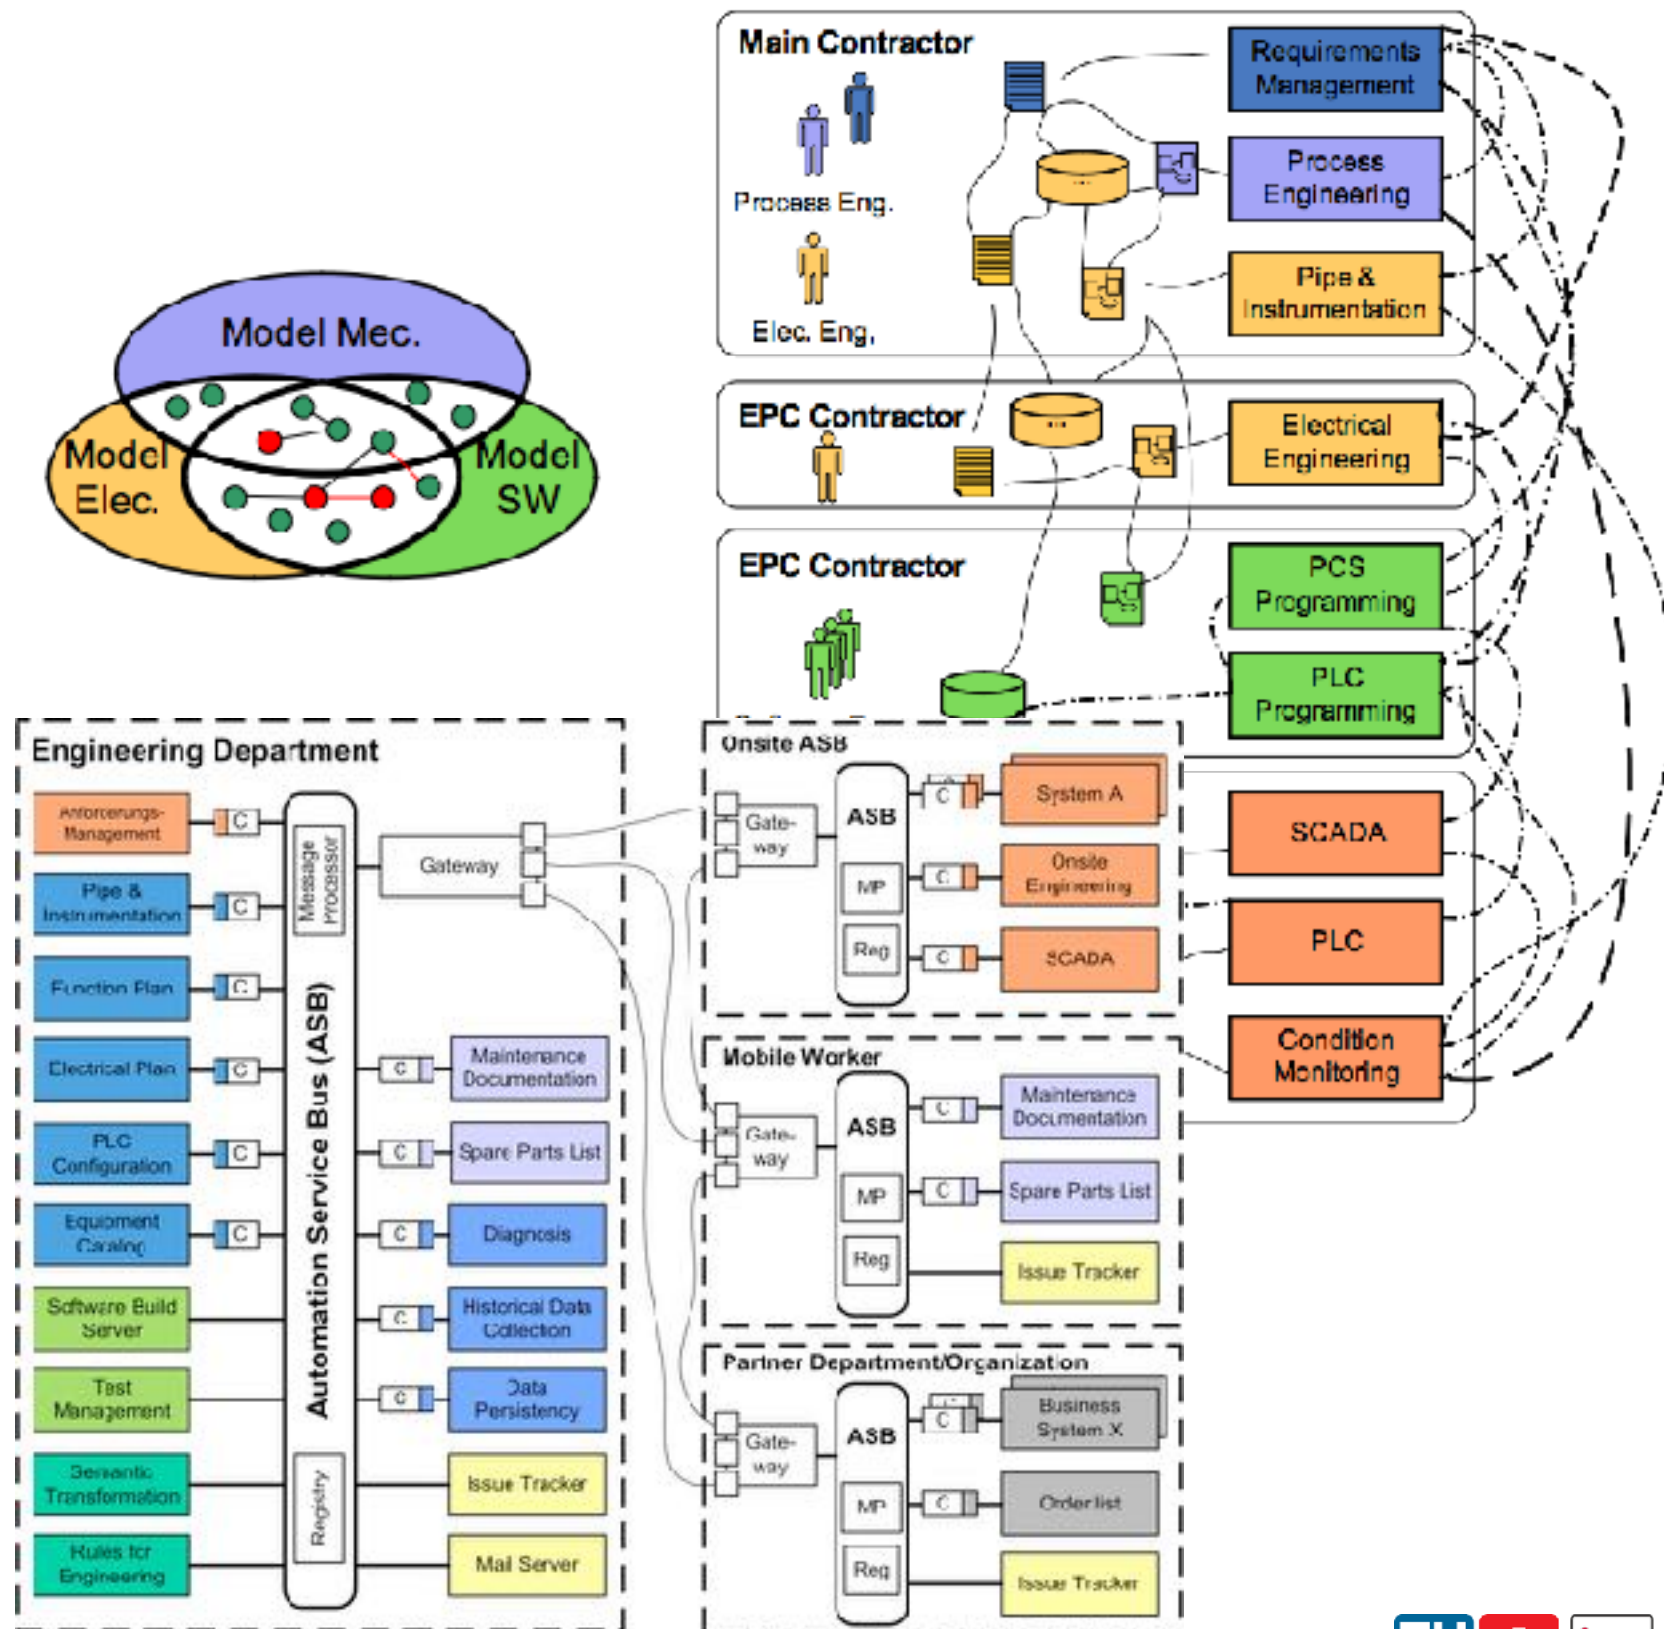 Main Contractor
Process Eng.
Elec. Eng,
Requirements
Management
Process
Engineering
Pipe &
Instrumentation
Model Mec.
Model
Elec.
Model
SW
EPC Contractor
Electrical
Engineering
EPC Contractor
PCS
Programming
PLC
Programming
SCADA
PLC
Condition
Monitoring
Engineering Department
Anforderungs-
Management
C
Pipe &
Instrumentation
C
Function Plan
C
Electrical Plan
C
PLC
Configuration
C
Equipment
Catalog
C
Software Build
Server
Test
Management
Semantic
Transformation
Rules for
Engineering
Message
Processor
Automation Service Bus (ASB)
Registry
Gateway
C
Maintenance
Documentation
C
Spare Parts List
C
Diagnosis
C
Historical Data
Collection
C
Data
Persistency
Issue Tracker
Mail Server
Onsite ASB
Gate-
way
ASB
MP
Reg
C
System A
C
Onsite
Engineering
C
SCADA
Mobile Worker
Gate-
way
ASB
MP
Reg
C
Maintenance
Documentation
C
Spare Parts List
Issue Tracker
Partner Department/Organization
Gate-
way
ASB
MP
Reg
C
Business
System X
C
Order list
Issue Tracker